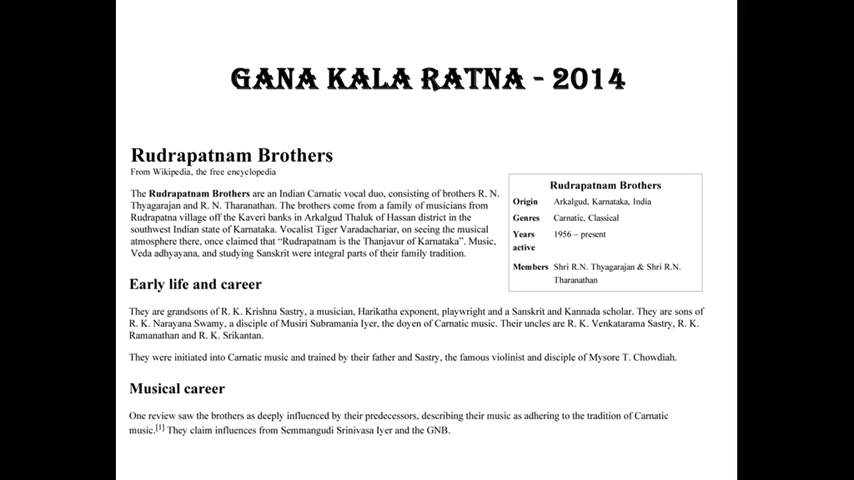 GANA KALA RATNA - 2014
Rudrapatnam Brothers
From Wikipedia, the free encyclopedia
The Rudrapatnam Brothers are an Indian Carnatic vocal duo, consisting of brothers R. N.
Thyagarajan and R. N. Tharanathan. The brothers come from a family of musicians from
Rudrapatna village off the Kaveri banks in Arkalgud Thaluk of Hassan district in the
southwest Indian state of Karnataka. Vocalist Tiger Varadachariar, on seeing the musical
atmosphere there, once claimed that “Rudrapatnam is the Thanjavur of Karnataka”. Music,
Veda adhyayana, and studying Sanskrit were integral parts of their family tradition.
Rudrapatnam Brothers
Origin Arkalgud, Karnataka, India
Genres Carnatic, Classical
Years 1956 – present
active
Members Shri R.N. Thyagarajan & Shri R.N.
Tharanathan
Early life and career
They are grandsons of R. K. Krishna Sastry, a musician, Harikatha exponent, playwright and a Sanskrit and Kannada scholar. They are sons of
R. K. Narayana Swamy, a disciple of Musiri Subramania Iyer, the doyen of Carnatic music. Their uncles are R. K. Venkatarama Sastry, R. K.
Ramanathan and R. K. Srikantan.
They were initiated into Carnatic music and trained by their father and Sastry, the famous violinist and disciple of Mysore T. Chowdiah.
Musical career
One review saw the brothers as deeply influenced by their predecessors, describing their music as adhering to the tradition of Carnatic
music.[1] They claim influences from Semmangudi Srinivasa Iyer and the GNB.